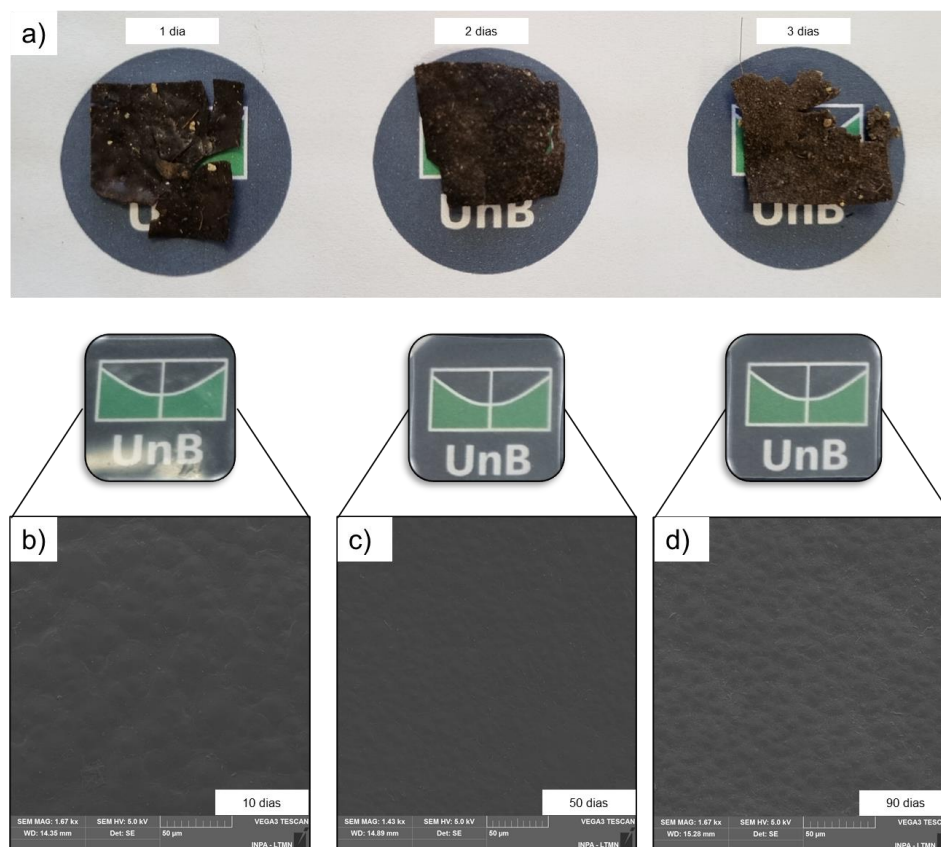 a)
1 dia
2 dias
3 dias
UnB
UnB
UnB
UnB
UnB
b)
c)
d)
10 dias
50 dias
90 dias
SEM MAG: 1.67 kx
SEM HV: 5.0 kV
VEGA3 TESCAN
WD: 14.35 mm
Det: SE
50 µm
INPA - LTMN
SEM MAG: 1.43 kx
SEM HV: 5.0 kV
VEGA3 TESCAN
WD: 14.89 mm
Det: SE
50 µm
INPA - LTMN
SEM MAG: 1.67 kx
SEM HV: 5.0 kV
VEGA3 TESC
WD: 15.28 mm
Det: SE
50 µm
INPA - LTM